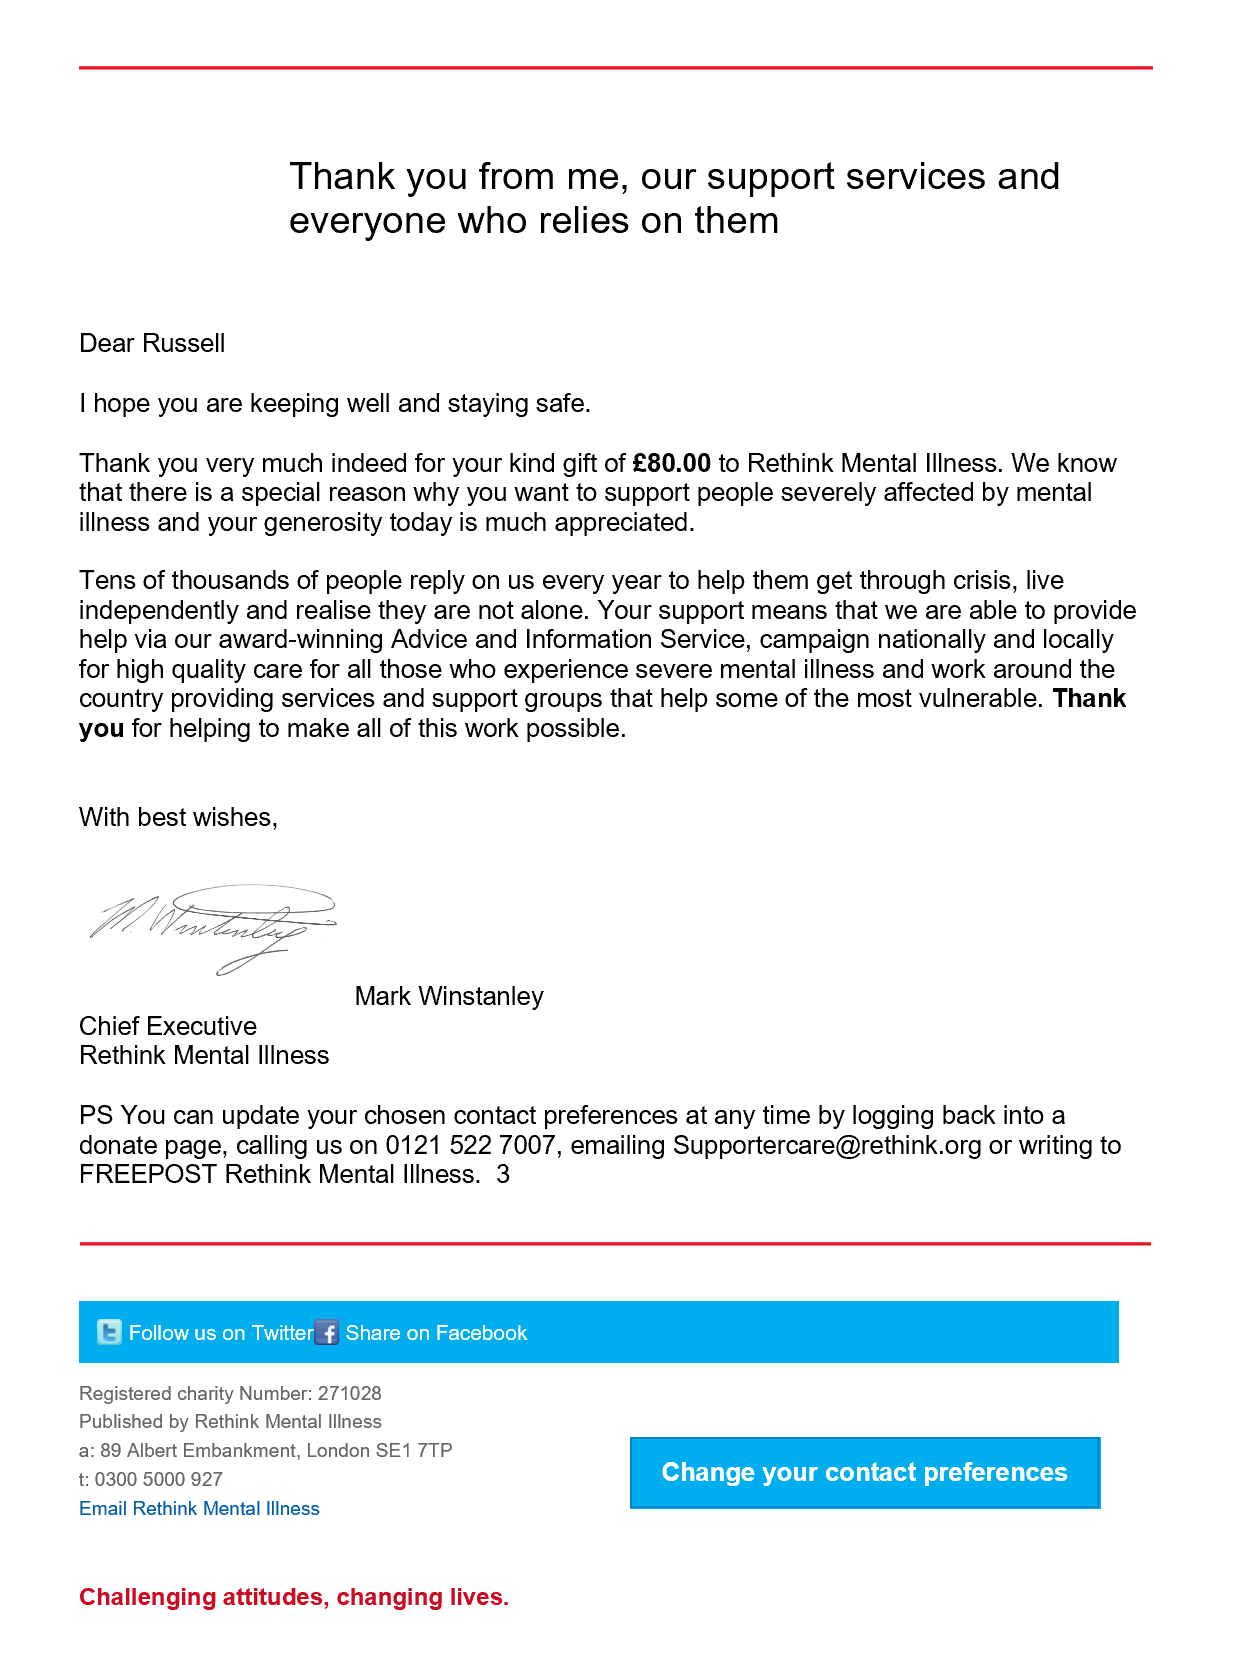 Thank you from me, our support services and
everyone who relies on them
Dear Russell
I hope you are keeping well and staying safe.
Thank you very much indeed for your kind gift of £80.00 to Rethink Mental Illness. We know
that there is a special reason why you want to support people severely affected by mental
illness and your generosity today is much appreciated.
Tens of thousands of people reply on us every year to help them get through crisis, live
independently and realise they are not alone. Your support means that we are able to provide
help via our award-winning Advice and Information Service, campaign nationally and locally
for high quality care for all those who experience severe mental illness and work around the
country providing services and support groups that help some of the most vulnerable. Thank
you for helping to make all of this work possible.
With best wishes,
M. Winstanley
Mark Winstanley
Chief Executive
Rethink Mental Illness
PS You can update your chosen contact preferences at any time by logging back into a
donate page, calling us on 0121 522 7007, emailing Supportercare@rethink.org or writing to
FREEPOST Rethink Mental Illness.  3
Follow us on Twitter Share on Facebook
Registered charity Number: 271028
Published by Rethink Mental Illness
a: 89 Albert Embankment, London SE1 7TP
t: 0300 5000 927
Email Rethink Mental Illness
Change your contact preferences
Challenging attitudes, changing lives.